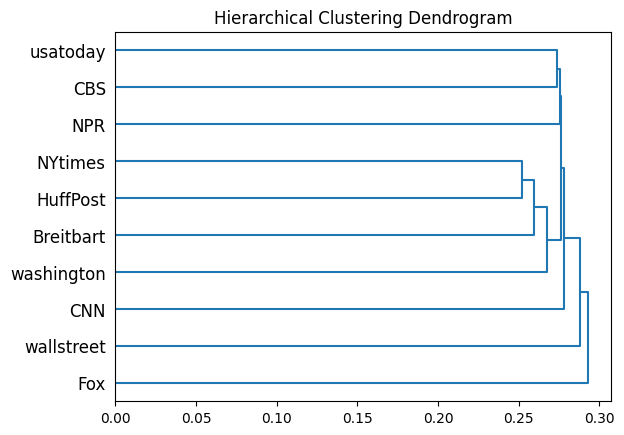 Hierarchical Clustering Dendrogram
usatoday
CBS
NPR
NYtimes
HuffPost
Breitbart
washington
CNN
wallstreet
Fox
0.00 0.05 0.10 0.15 0.20 0.25 0.30